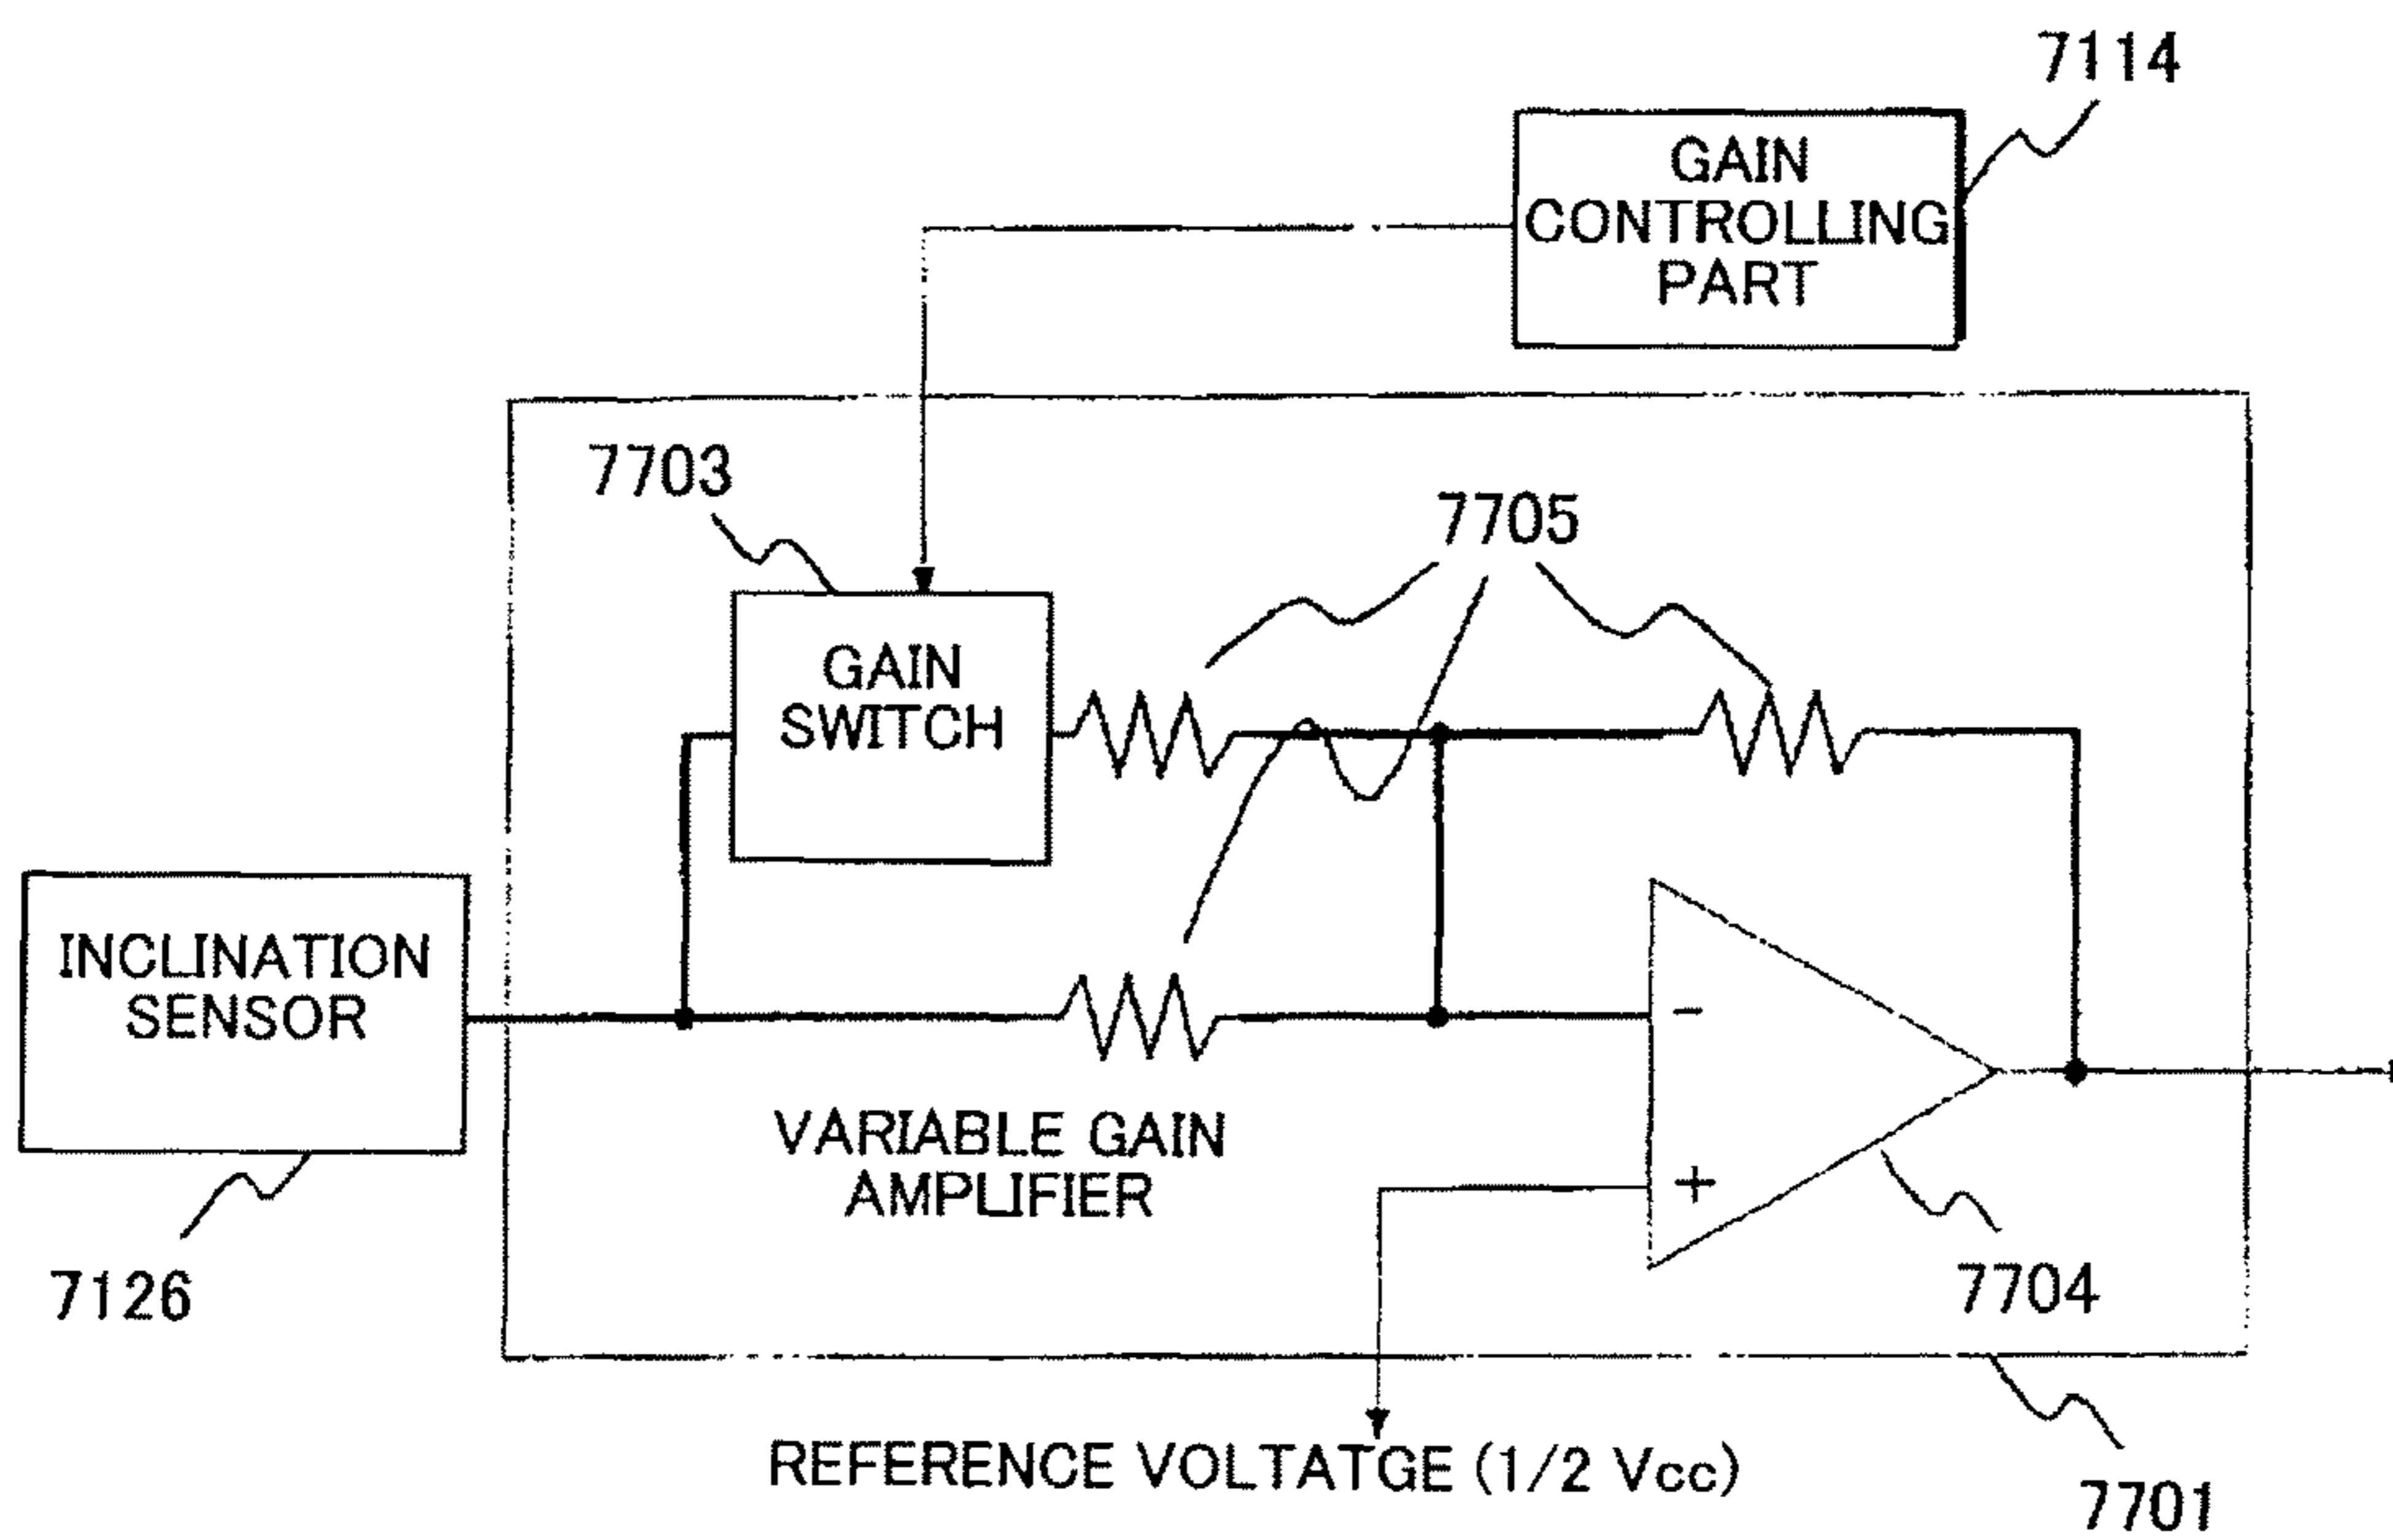 7114
GAIN
CONTROLLING
PART
7703
7705
GAIN
SWITCH
INCLINATION
SENSOR
-
VARIABLE GAIN
AMPLIFIER
+
7126
7704
REFERENCE VOLTATGE (1/2 Vcc)
7701